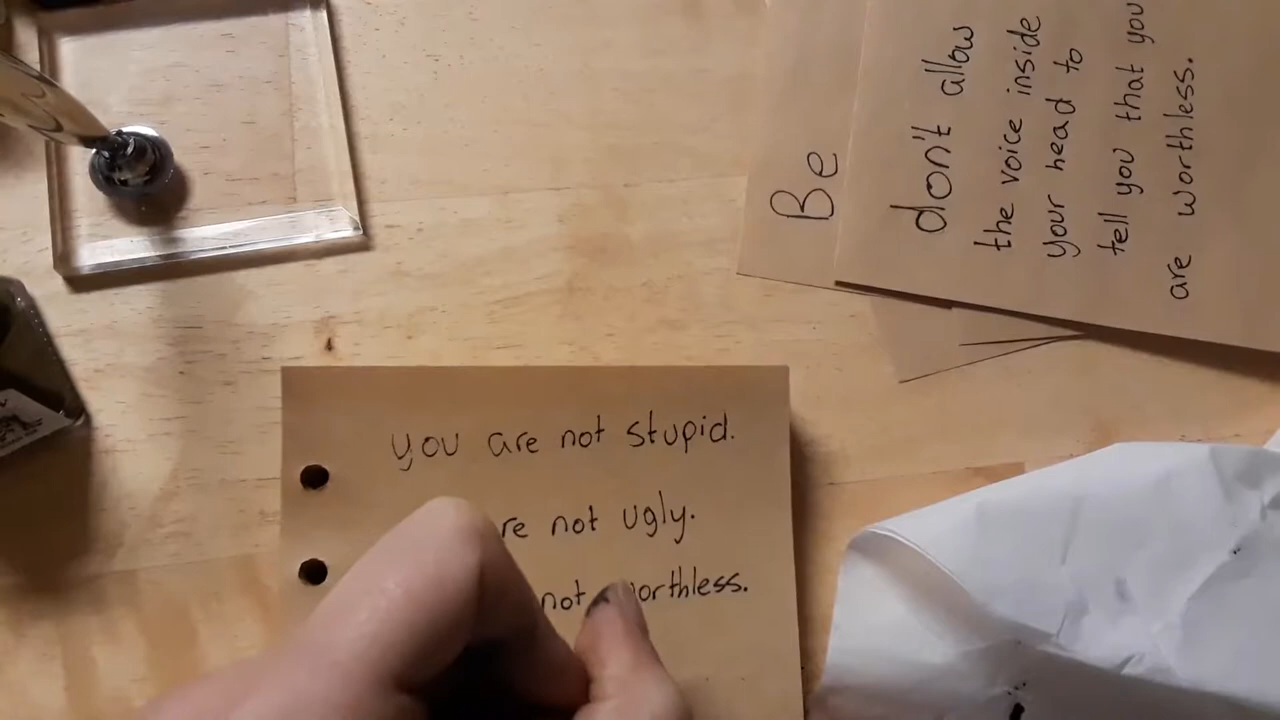 you are not stupid.
re not ugly.
not orthless.
Be
don't allow
the voice inside
your head to
tell you that you
are worthless.